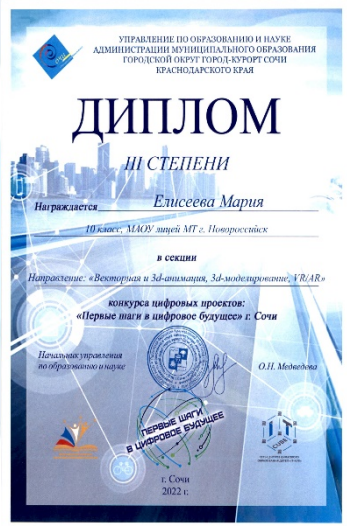 УПРАВЛЕНИЕ ПО ОБРАЗОВАНИЮ И НАУКЕ
АДМИНИСТРАЦИИ МУНИЦИПАЛЬНОГО ОБРАЗОВАНИЯ
ГОРОДСКОЙ ОКРУГ ГОРОД-КУРОРТ СОЧИ
КРАСНОДАРСКОГО КРАЯ
ДИПЛОМ
III СТЕПЕНИ
Награждается Елисеева Мария
10 класс, МАОУ лицей МТ г. Новороссийск
в секции
Направление: «Векторная и 3d-анимация, 3d-моделирование, VR/AR»
конкурса цифровых проектов:
«Первые шаги в цифровое будущее» г. Сочи
Начальник управления
по образованию и науке
О.Н. Медведева
ПЕРВЫЕ ШАГИ
В ЦИФРОВОЕ БУДУЩЕЕ
г. Сочи
2022 г.